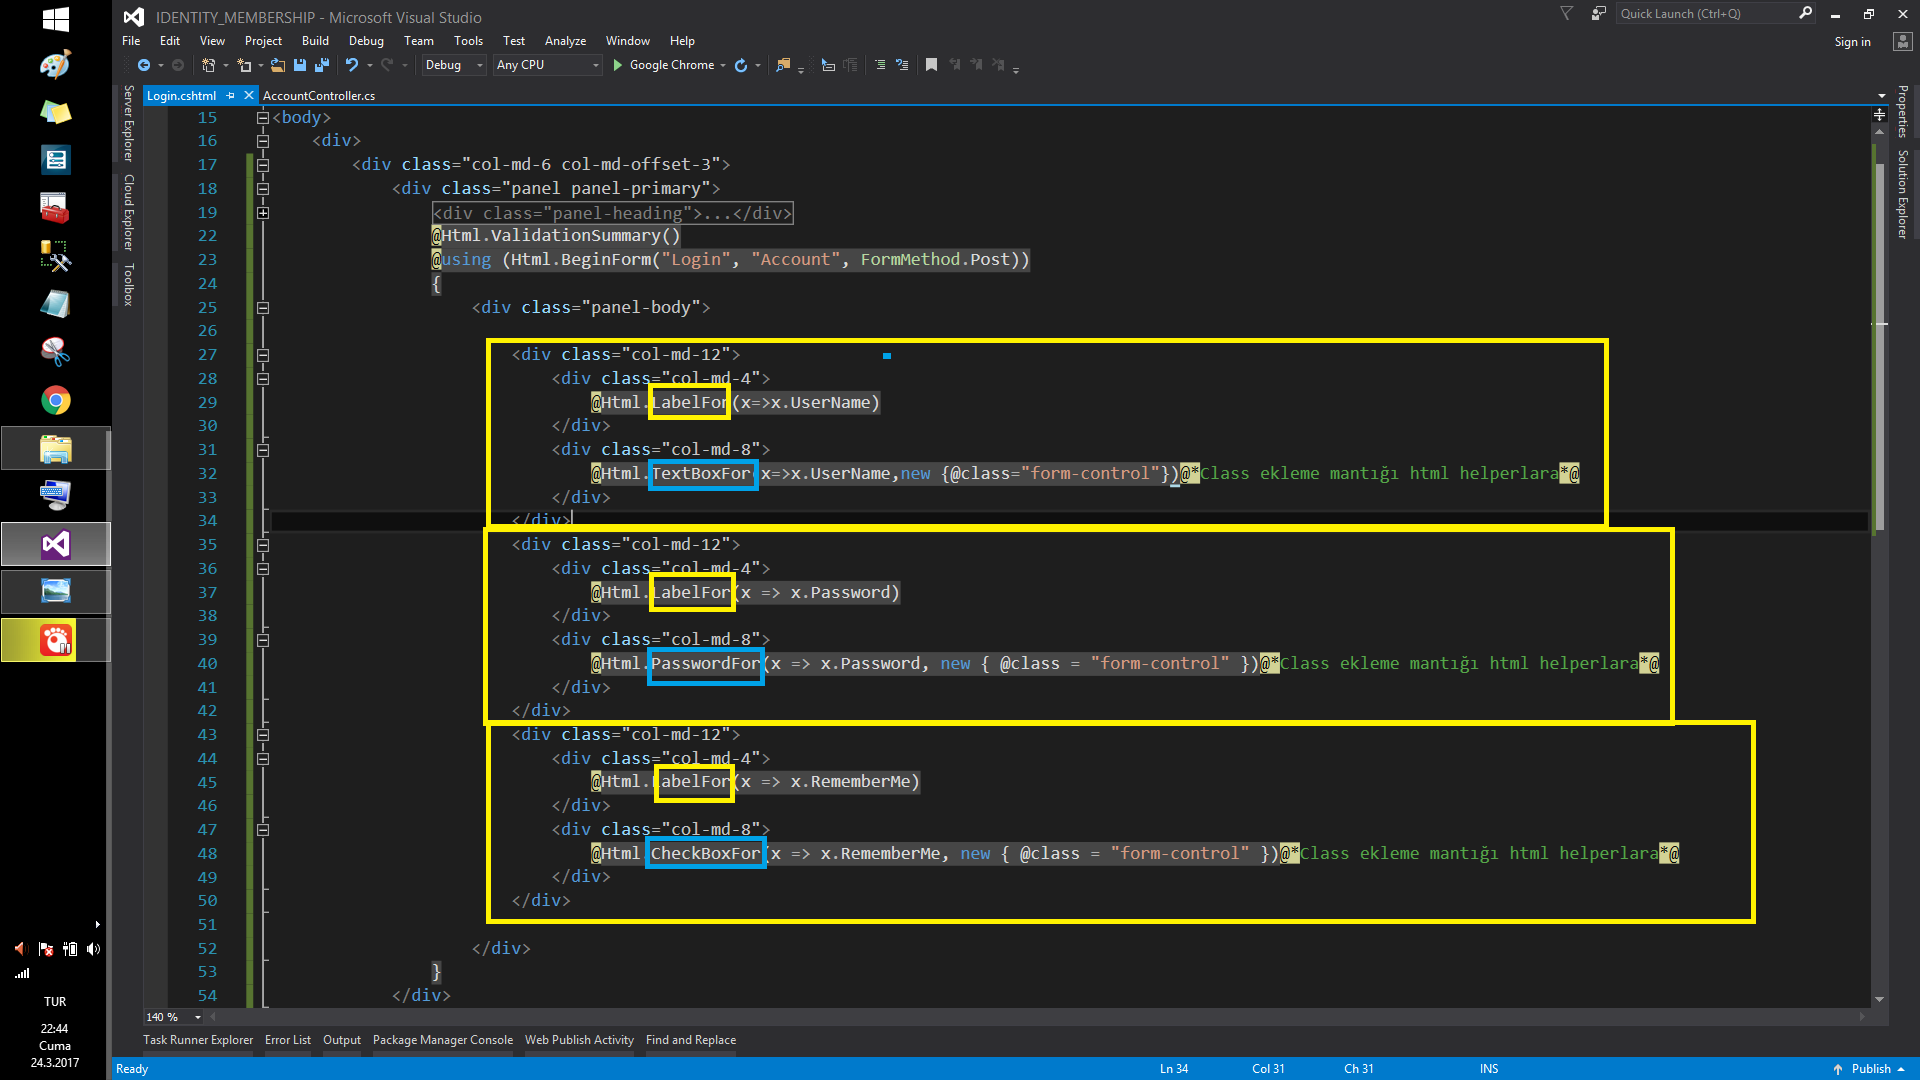 IDENTITY_MEMBERSHIP - Microsoft Visual Studio
Quick Launch (Ctrl+Q)
File Edit View Project Build Debug Team Tools Test Analyze Window Help
Sign in
Debug Any CPU Google Chrome
Login.cshtml AccountController.cs
Server Explorer
Cloud Explorer
Toolbox
Properties
Solution Explorer
15 <body>
16 <div>
17 <div class="col-md-6 col-md-offset-3">
18 <div class="panel panel-primary">
19 <div class="panel-heading">...</div>
22 @Html.ValidationSummary()
23 @using (Html.BeginForm("Login", "Account", FormMethod.Post))
24 {
25 <div class="panel-body">
26
27 <div class="col-md-12">
28 <div class="col-md-4">
29 @Html.LabelFor(x=>x.UserName)
30 </div>
31 <div class="col-md-8">
32 @Html.TextBoxFor(x=>x.UserName,new {@class="form-control"})@*Class ekleme mantığı html helperlara*@
33 </div>
34 </div>
35 <div class="col-md-12">
36 <div class="col-md-4">
37 @Html.LabelFor(x => x.Password)
38 </div>
39 <div class="col-md-8">
40 @Html.PasswordFor(x => x.Password, new { @class = "form-control" })@*Class ekleme mantığı html helperlara*@
41 </div>
42 </div>
43 <div class="col-md-12">
44 <div class="col-md-4">
45 @Html.LabelFor(x => x.RememberMe)
46 </div>
47 <div class="col-md-8">
48 @Html.CheckBoxFor(x => x.RememberMe, new { @class = "form-control" })@*Class ekleme mantığı html helperlara*@
49 </div>
50 </div>
51
52 </div>
53 }
54 </div>
140 %
Task Runner Explorer Error List Output Package Manager Console Web Publish Activity Find and Replace
Ready Ln 34 Col 31 Ch 31 INS Publish
TUR
22:44
Cuma
24.3.2017